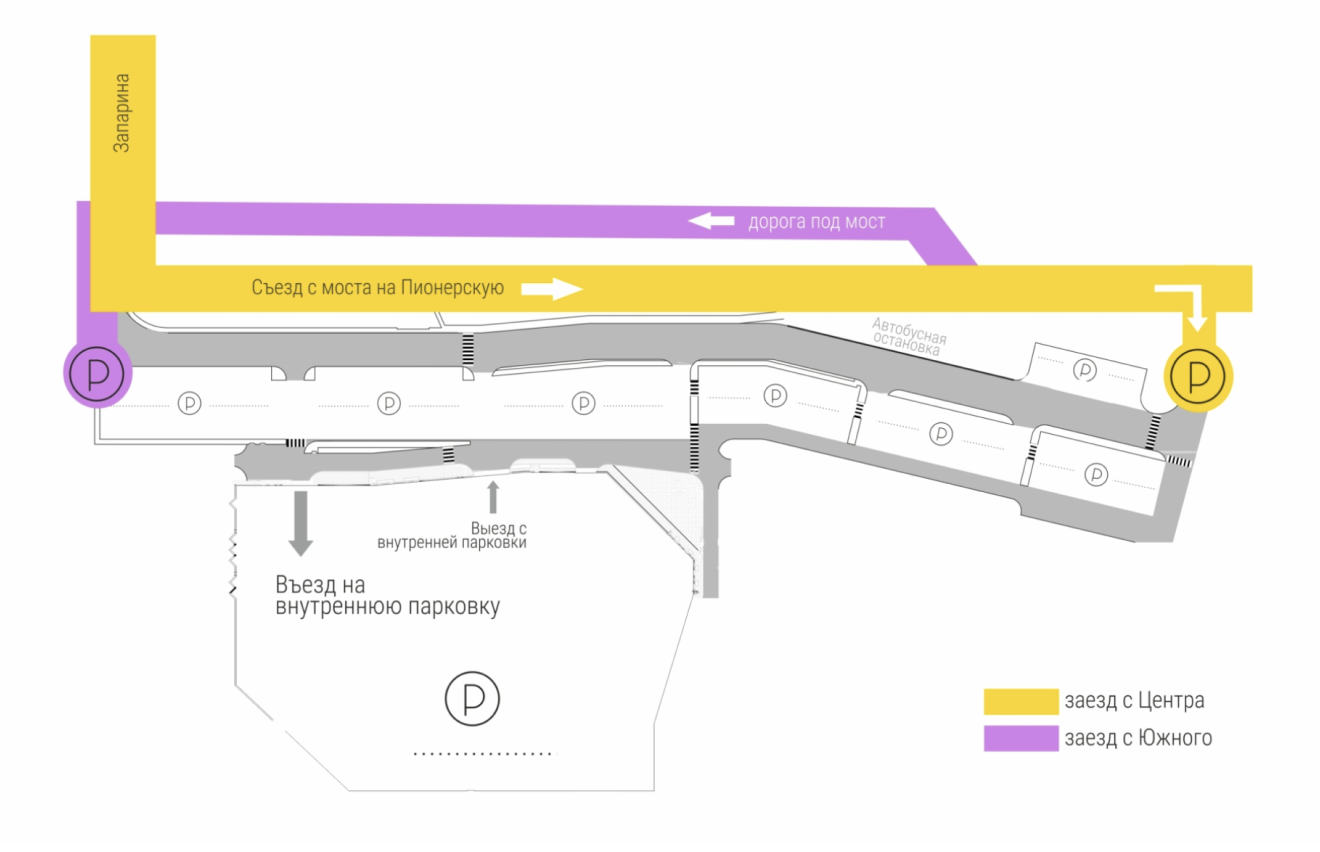 Запарина
дорога под мост
Съезд с моста на Пионерскую
Автобусная
остановка
P
P
P
P
P
P
P
P
P
Выезд с
внутренней парковки
Въезд на
внутреннюю парковку
P
заезд с Центра
заезд с Южного